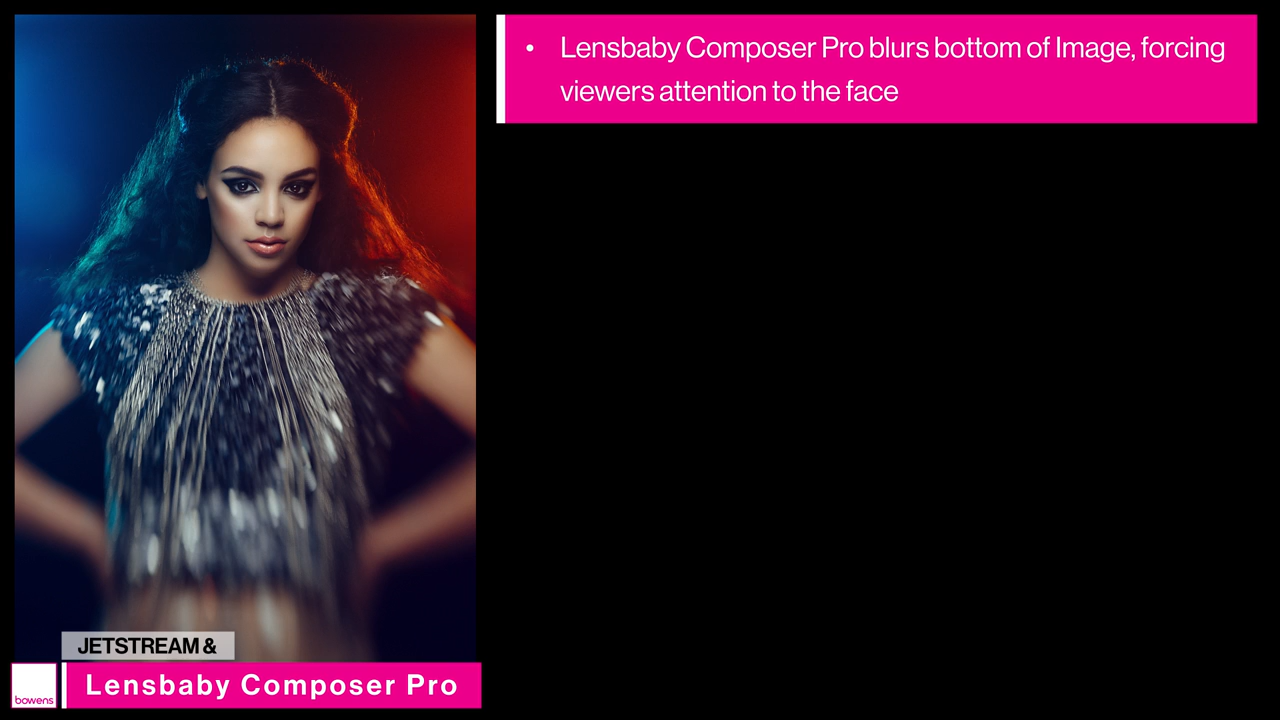 • Lensbaby Composer Pro blurs bottom of Image, forcing
viewers attention to the face
JETSTREAM &
Lensbaby Composer Pro
bowens